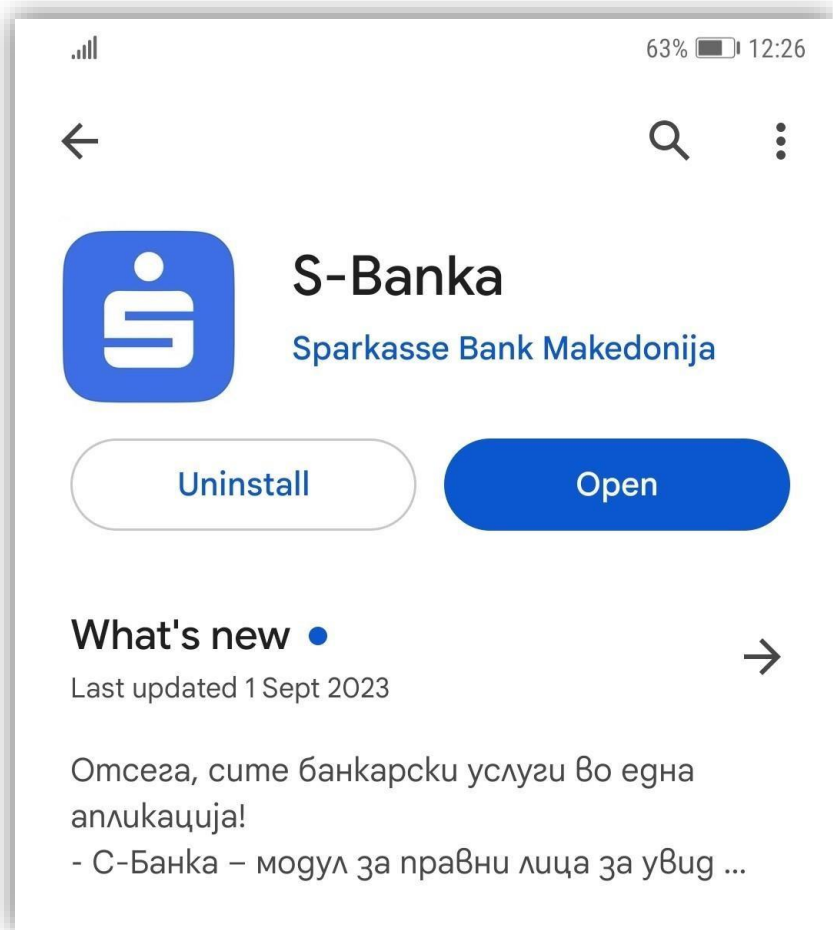 63% 12:26
S-Banka
Sparkasse Bank Makedonija
Uninstall
Open
What's new
Last updated 1 Sept 2023
Отсега, сите банкарски услуги во една
апликација!
- С-Банка – модул за правни лица за увид ...